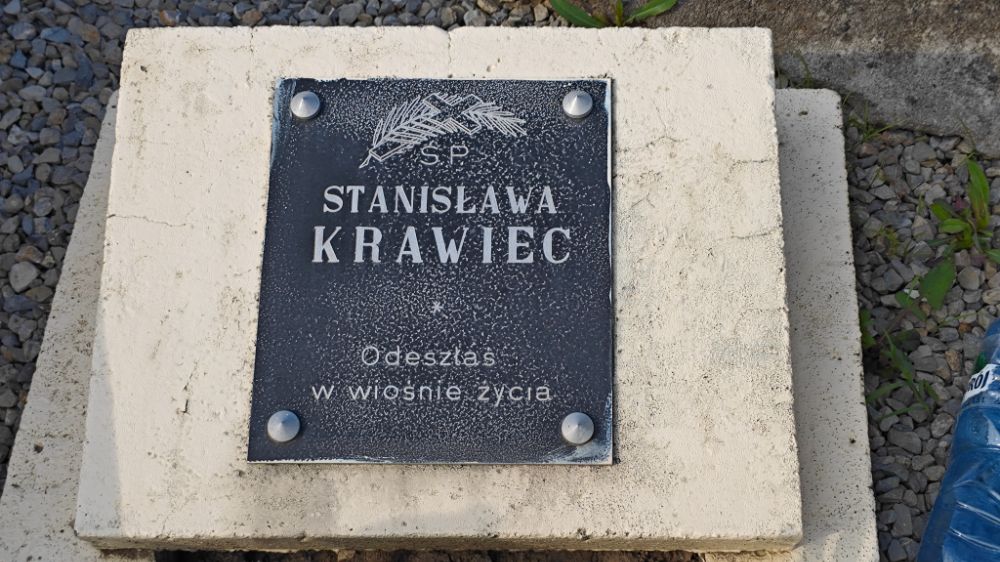 Ś.P.
STANISŁAWA
KRAWIEC
*
Odeszłaś
w wiośnie życia